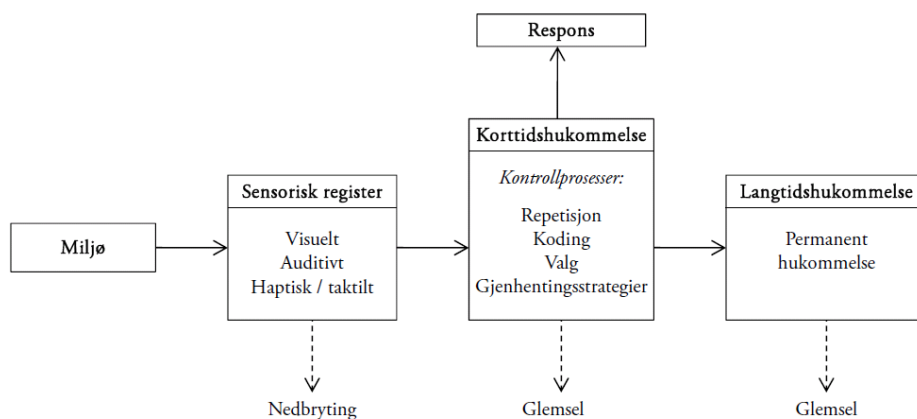 Respons
Korttidshukommelse
Kontrollprosesser:
Repetisjon
Koding
Valg
Gjenhentingsstrategier
Sensorisk register
Visuelt
Auditivt
Haptisk / taktilt
Langtidshukommelse
Permanent
hukommelse
Miljø
Nedbryting
Glemsel
Glemsel